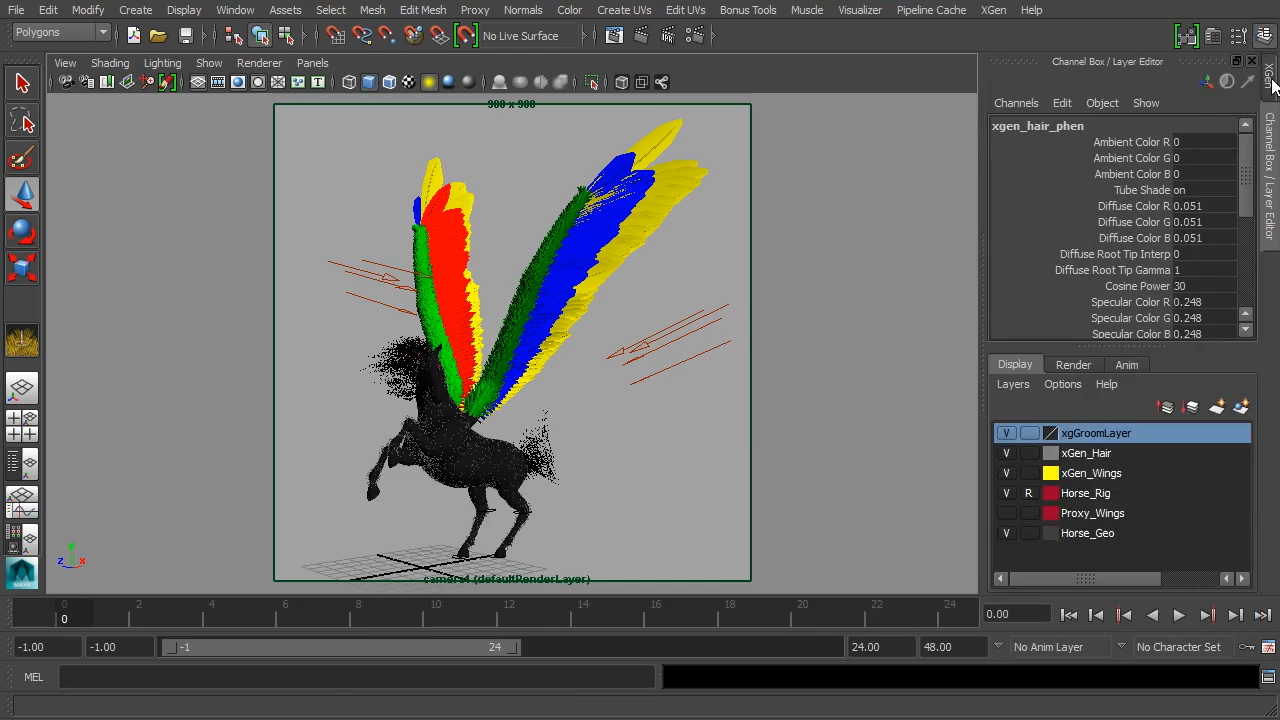 File Edit Modify Create Display Window Assets Select Mesh Edit Mesh Proxy Normals Color Create UVs Edit UVs Bonus Tools Muscle Visualizer Pipeline Cache XGen Help
Polygons
No Live Surface
View Shading Lighting Show Renderer Panels
300 x 300
camera4 (defaultRenderLayer)
Channel Box / Layer Editor
Channels Edit Object Show
xgen_hair_phen
Ambient Color R 0
Ambient Color G 0
Ambient Color B 0
Tube Shade on
Diffuse Color R 0.051
Diffuse Color G 0.051
Diffuse Color B 0.051
Diffuse Root Tip Interp 0
Diffuse Root Tip Gamma 1
Cosine Power 30
Specular Color R 0.248
Specular Color G 0.248
Specular Color B 0.248
Display Render Anim
Layers Options Help
V xgGroomLayer
V xGen_Hair
V xGen_Wings
V R Horse_Rig
Proxy_Wings
V Horse_Geo
XGen
Channel Box / Layer Editor
0 2 4 6 8 10 12 14 16 18 20 22 24
0
0.00
-1.00 -1.00 -1 24 24.00 48.00 No Anim Layer No Character Set
MEL